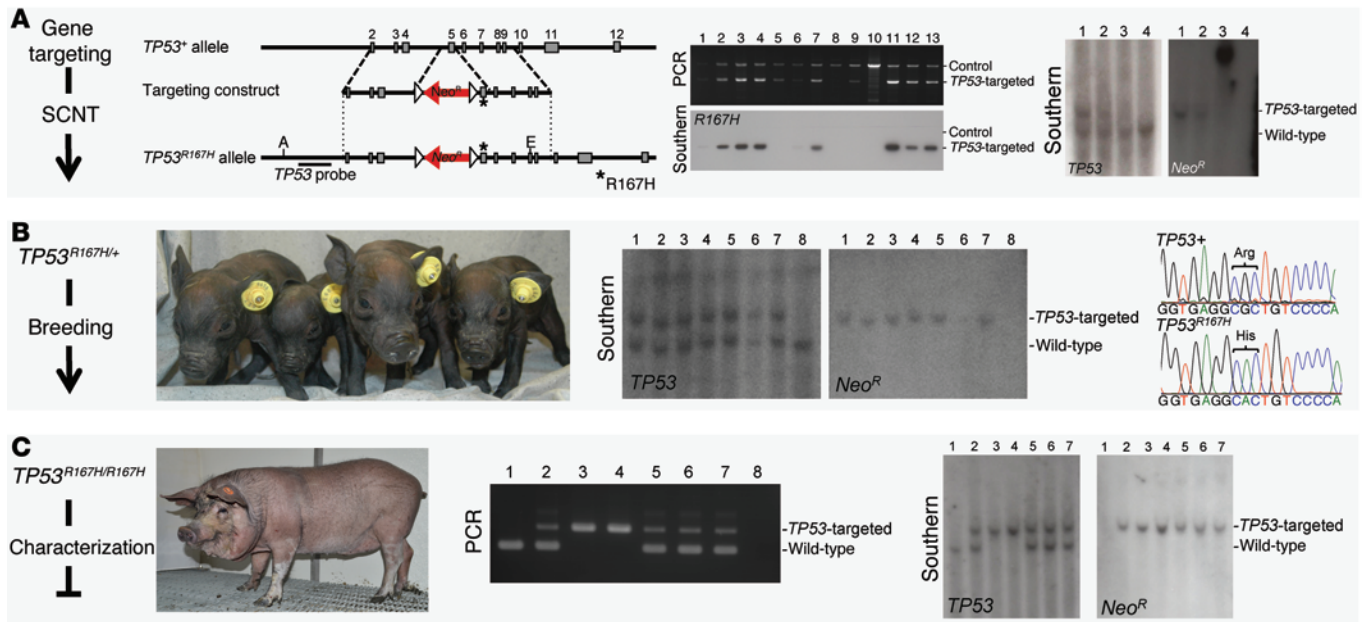 A
Gene
targeting
SCNT
TP53+ allele
2 3 4 5 6 7 8 9 10 11 12
Targeting construct
NeoR
*
TP53R167H allele
A
NeoR
*
E
TP53 probe
*R167H
PCR
1 2 3 4 5 6 7 8 9 10 11 12 13
Control
TP53-targeted
Southern
R167H
Control
TP53-targeted
Southern
1 2 3 4
TP53
1 2 3 4
NeoR
TP53-targeted
Wild-type
B
TP53R167H/+
Breeding
Southern
1 2 3 4 5 6 7 8
TP53
1 2 3 4 5 6 7 8
NeoR
-TP53-targeted
-Wild-type
TP53+
Arg
GGTGAGGCGCTGTCCCCA
TP53R167H
His
GGTGAGGCACTGTCCCCA
C
TP53R167H/R167H
Characterization
PCR
1 2 3 4 5 6 7 8
-TP53-targeted
-Wild-type
Southern
1 2 3 4 5 6 7
TP53
1 2 3 4 5 6 7
NeoR
-TP53-targeted
-Wild-type